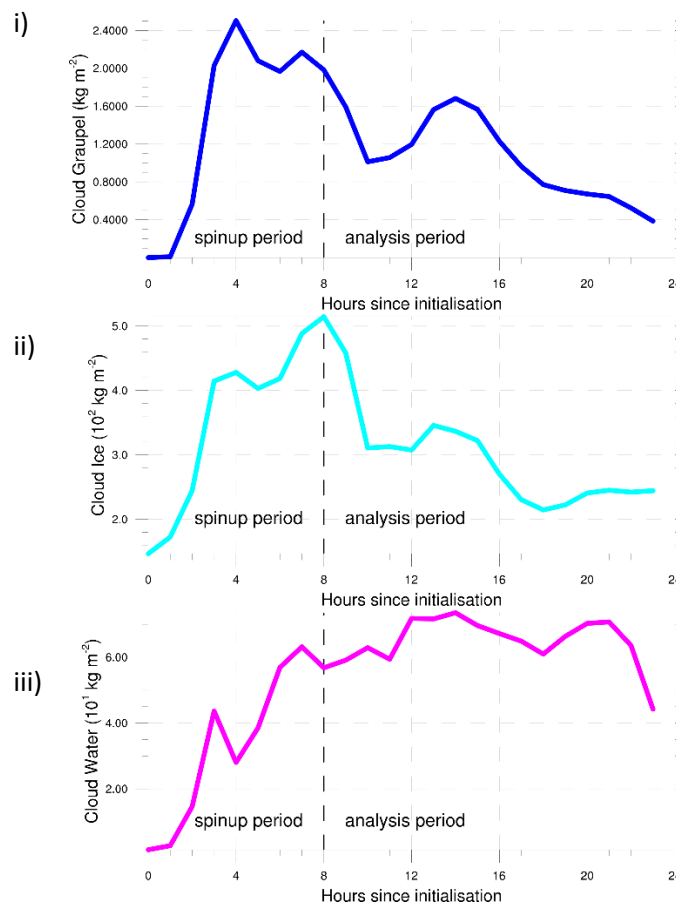 i)
Cloud Graupel (kg m⁻²)
2.4000
2.0000
1.6000
1.2000
0.8000
0.4000
spinup period analysis period
0 4 8 12 16 20 24
Hours since initialisation
ii)
Cloud Ice (10² kg m⁻²)
5.0
4.0
3.0
2.0
spinup period analysis period
0 4 8 12 16 20 24
Hours since initialisation
iii)
Cloud Water (10¹ kg m⁻²)
6.00
4.00
2.00
spinup period analysis period
0 4 8 12 16 20 24
Hours since initialisation